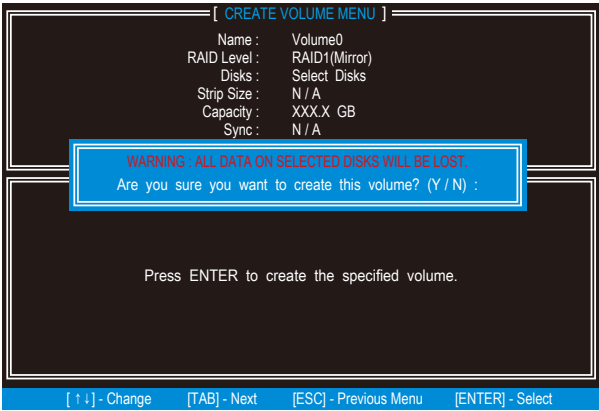 [ CREATE VOLUME MENU ]
Name : Volume0
RAID Level : RAID1(Mirror)
Disks : Select Disks
Strip Size : N / A
Capacity : XXX.X GB
Sync : N / A
WARNING : ALL DATA ON SELECTED DISKS WILL BE LOST.
Are you sure you want to create this volume? (Y / N) :
Press ENTER to create the specified volume.
[ ↑↓] - Change [TAB] - Next [ESC] - Previous Menu [ENTER] - Select